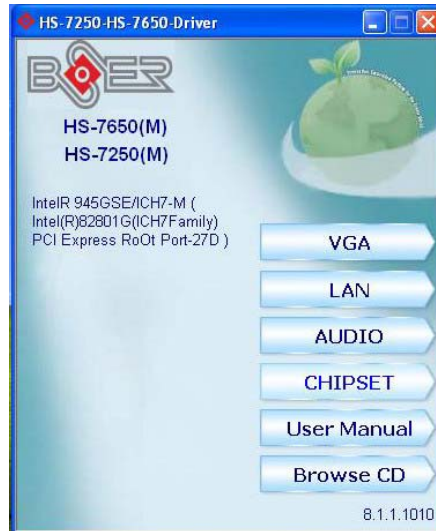 HS-7250-HS-7650-Driver
BOSER
HS-7650(M)
HS-7250(M)
IntelR 945GSE/ICH7-M (
Intel(R)82801G(ICH7Family)
PCI Express RoOt Port-27D )
VGA
LAN
AUDIO
CHIPSET
User Manual
Browse CD
8.1.1.1010